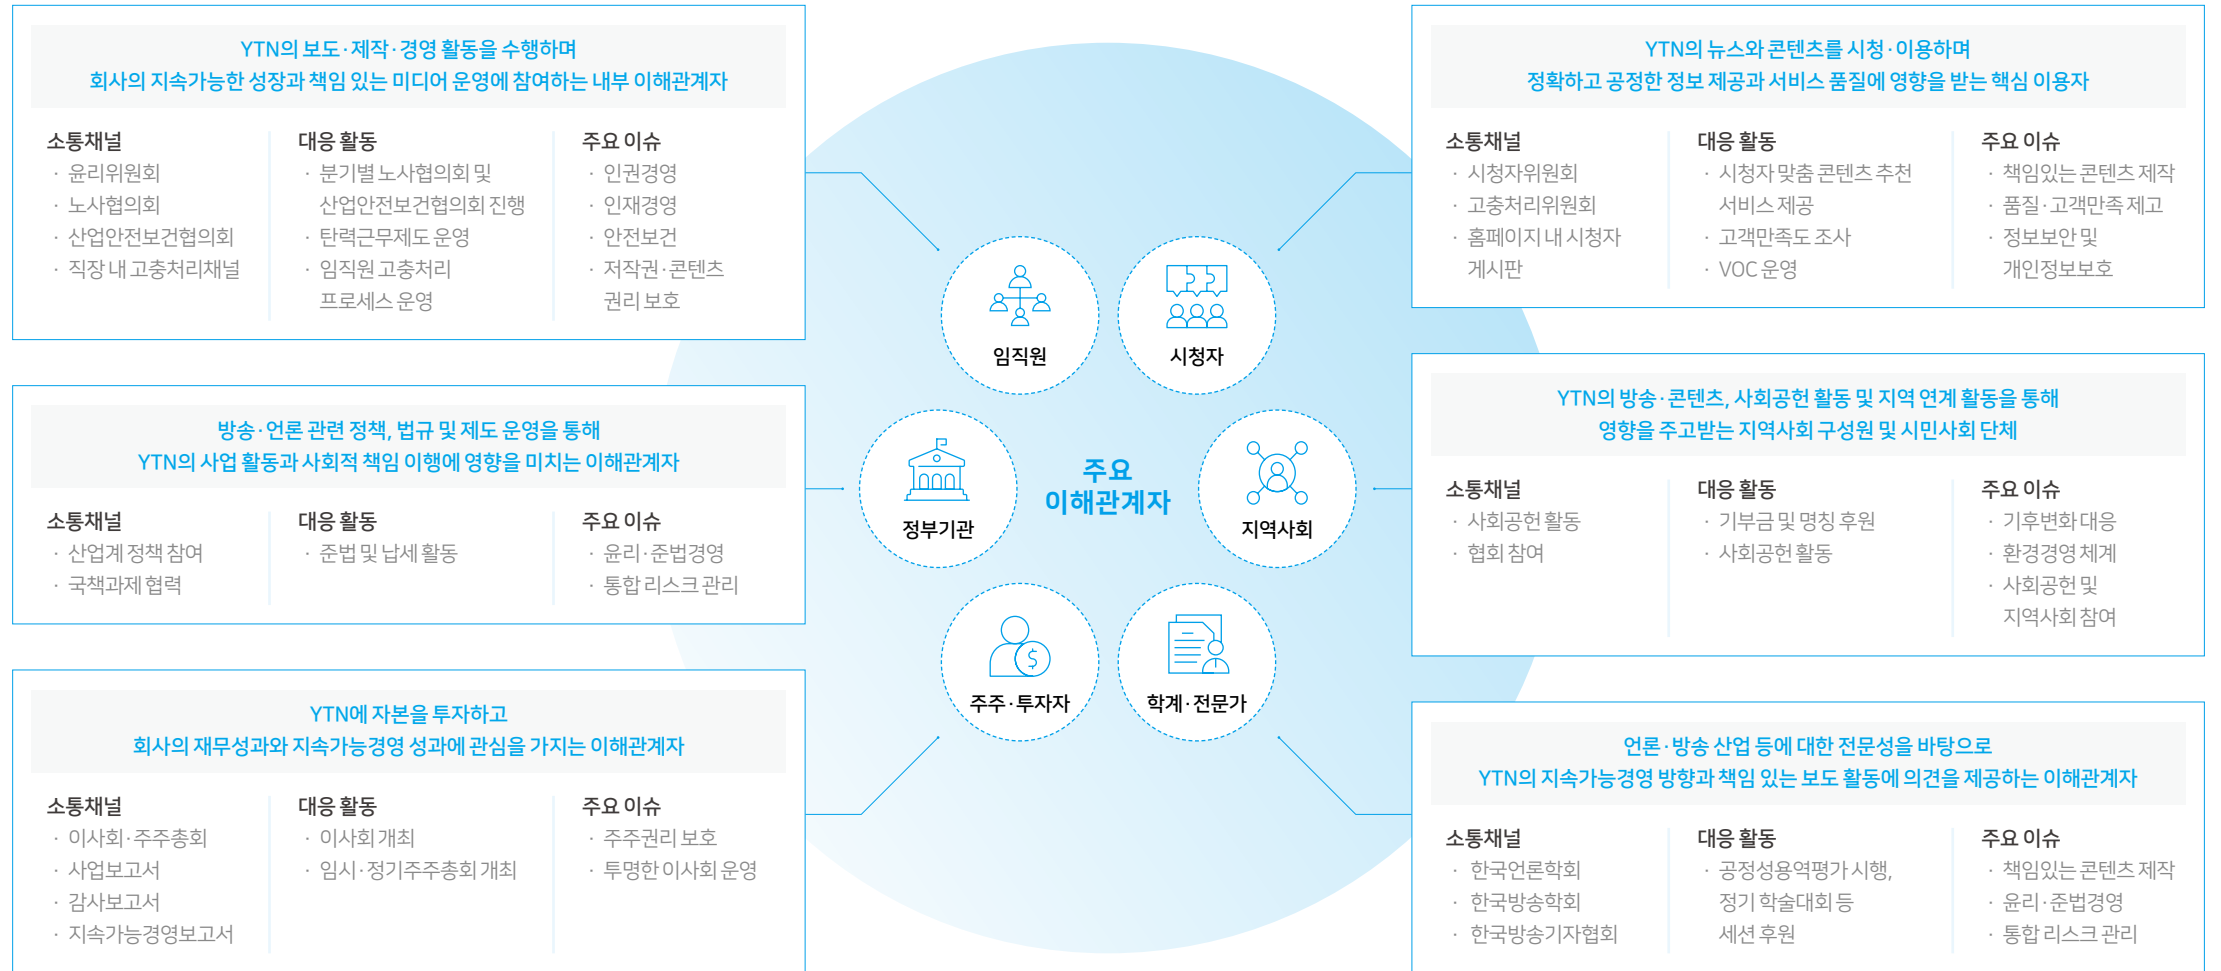 YTN의 보도·제작·경영 활동을 수행하며
회사의 지속가능한 성장과 책임 있는 미디어 운영에 참여하는 내부 이해관계자
소통채널
· 윤리위원회
· 노사협의회
· 산업안전보건협의회
· 직장 내 고충처리채널
대응 활동
· 분기별 노사협의회 및
산업안전보건협의회 진행
· 탄력근무제도 운영
· 임직원 고충처리
프로세스 운영
주요 이슈
· 인권경영
· 인재경영
· 안전보건
· 저작권·콘텐츠
권리 보호
방송·언론 관련 정책, 법규 및 제도 운영을 통해
YTN의 사업 활동과 사회적 책임 이행에 영향을 미치는 이해관계자
소통채널
· 산업계 정책 참여
· 국책과제 협력
대응 활동
· 준법 및 납세 활동
주요 이슈
· 윤리·준법경영
· 통합 리스크 관리
YTN에 자본을 투자하고
회사의 재무성과와 지속가능경영 성과에 관심을 가지는 이해관계자
소통채널
· 이사회·주주총회
· 사업보고서
· 감사보고서
· 지속가능경영보고서
대응 활동
· 이사회 개최
· 임시·정기주주총회 개최
주요 이슈
· 주주권리 보호
· 투명한 이사회 운영
임직원
시청자
정부기관
주요
이해관계자
지역사회
주주·투자자
학계·전문가
YTN의 뉴스와 콘텐츠를 시청·이용하며
정확하고 공정한 정보 제공과 서비스 품질에 영향을 받는 핵심 이용자
소통채널
· 시청자위원회
· 고충처리위원회
· 홈페이지 내 시청자
게시판
대응 활동
· 시청자 맞춤 콘텐츠 추천
서비스 제공
· 고객만족도 조사
· VOC 운영
주요 이슈
· 책임있는 콘텐츠 제작
· 품질·고객만족 제고
· 정보보안 및
개인정보보호
YTN의 방송·콘텐츠, 사회공헌 활동 및 지역 연계 활동을 통해
영향을 주고받는 지역사회 구성원 및 시민사회 단체
소통채널
· 사회공헌 활동
· 협회 참여
대응 활동
· 기부금 및 명칭 후원
· 사회공헌 활동
주요 이슈
· 기후변화 대응
· 환경경영 체계
· 사회공헌 및
지역사회 참여
언론·방송 산업 등에 대한 전문성을 바탕으로
YTN의 지속가능경영 방향과 책임 있는 보도 활동에 의견을 제공하는 이해관계자
소통채널
· 한국언론학회
· 한국방송학회
· 한국방송기자협회
대응 활동
· 공정성용역평가 시행,
정기 학술대회 등
세션 후원
주요 이슈
· 책임있는 콘텐츠 제작
· 윤리·준법경영
· 통합 리스크 관리